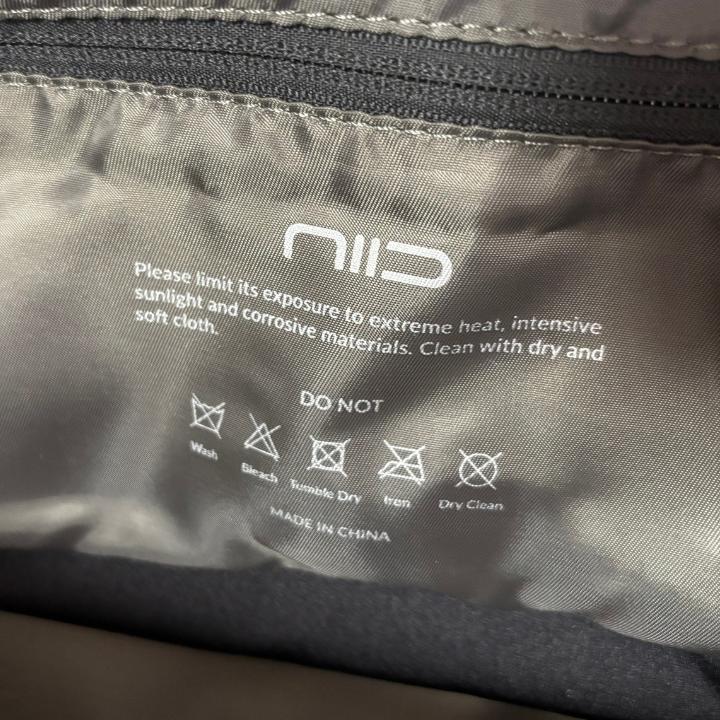 NIID
Please limit its exposure to extreme heat, intensive
sunlight and corrosive materials. Clean with dry and
soft cloth.
DO NOT
Wash Bleach Tumble Dry Iron Dry Clean
MADE IN CHINA